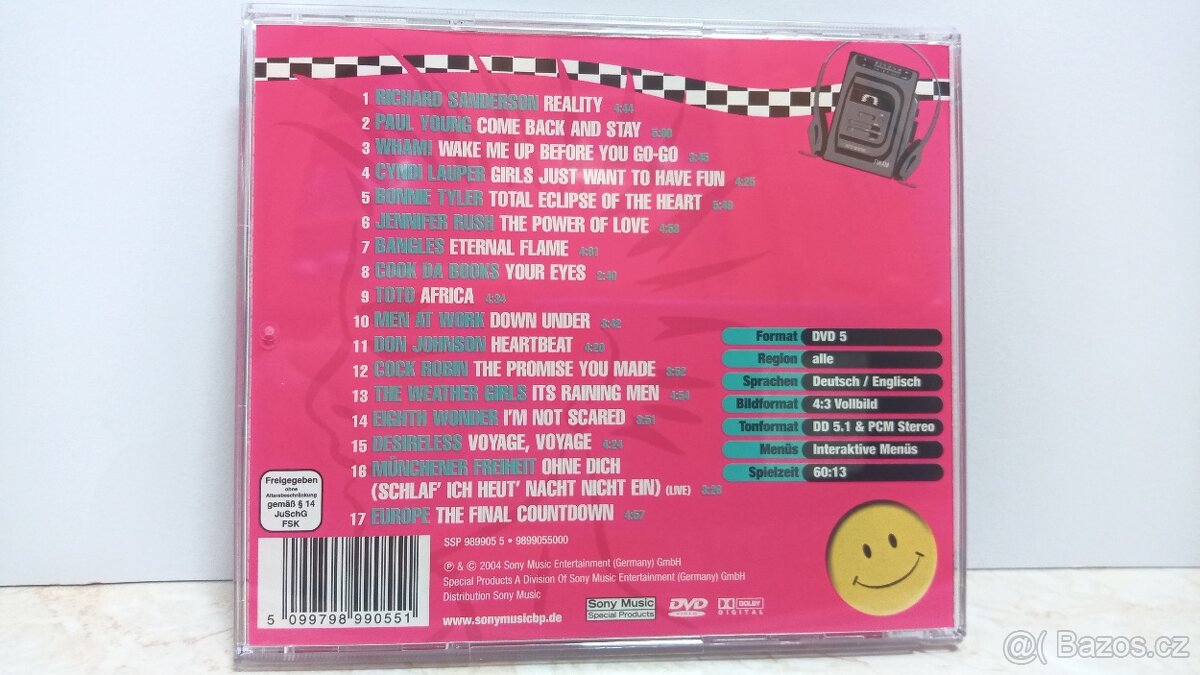 1 RICHARD SANDERSON REALITY 4:44
2 PAUL YOUNG COME BACK AND STAY 5:00
3 WHAM! WAKE ME UP BEFORE YOU GO-GO 3:45
4 CYNDI LAUPER GIRLS JUST WANT TO HAVE FUN 4:25
5 BONNIE TYLER TOTAL ECLIPSE OF THE HEART 5:49
6 JENNIFER RUSH THE POWER OF LOVE 4:58
7 BANGLES ETERNAL FLAME 4:01
8 COOK DA BOOKS YOUR EYES 2:40
9 TOTO AFRICA 4:34
10 MEN AT WORK DOWN UNDER 3:42
11 DON JOHNSON HEARTBEAT 4:20
12 COCK ROBIN THE PROMISE YOU MADE 3:52
13 THE WEATHER GIRLS ITS RAINING MEN 4:54
14 EIGHTH WONDER I'M NOT SCARED 3:51
15 DESIRELESS VOYAGE, VOYAGE 4:24
16 MÜNCHENER FREIHEIT OHNE DICH
(SCHLAF' ICH HEUT' NACHT NICHT EIN) (LIVE) 3:26
17 EUROPE THE FINAL COUNTDOWN 4:57
Format DVD 5
Region alle
Sprachen Deutsch / Englisch
Bildformat 4:3 Vollbild
Tonformat DD 5.1 & PCM Stereo
Menüs Interaktive Menüs
Spielzeit 60:13
Freigegeben
ohne
Altersbeschränkung
gemäß § 14
JuSchG
FSK
SSP 989905 5 • 9899055000
℗ & © 2004 Sony Music Entertainment (Germany) GmbH
Special Products A Division Of Sony Music Entertainment (Germany) GmbH
Distribution Sony Music
www.sonymusicbp.de
Sony Music
Special Products
DVD
VIDEO
DOLBY
DIGITAL
5 099798 990551
@( Bazos.cz